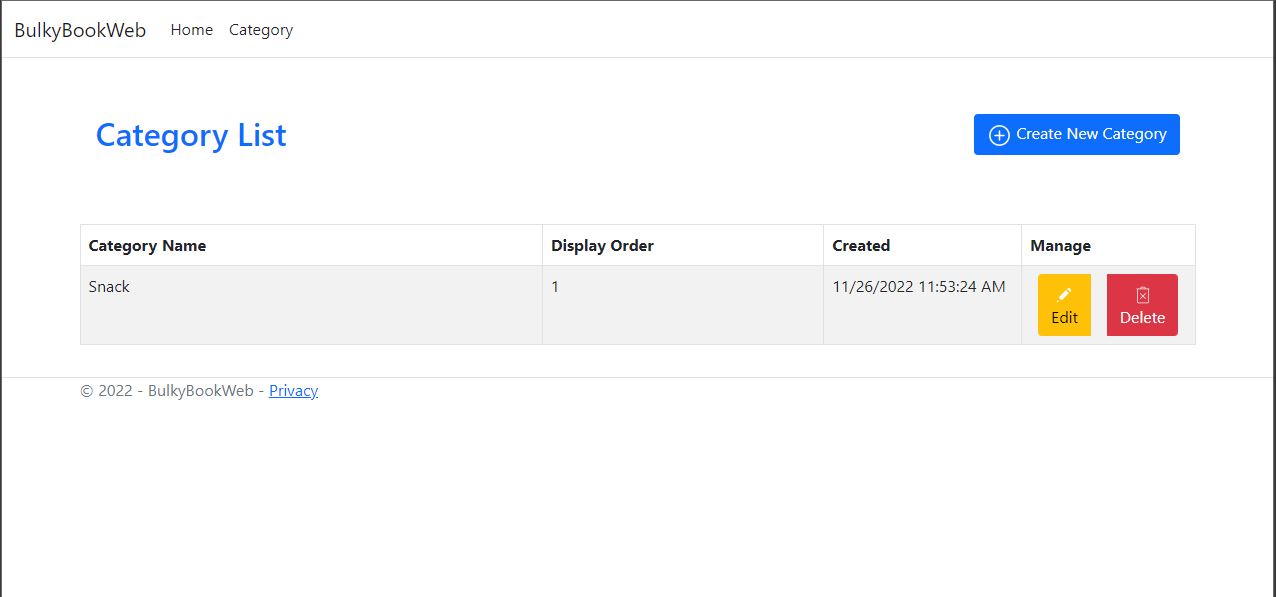 BulkyBookWeb Home Category
Category List
Create New Category
Category Name Display Order Created Manage
Snack 1 11/26/2022 11:53:24 AM Edit Delete
© 2022 - BulkyBookWeb - Privacy